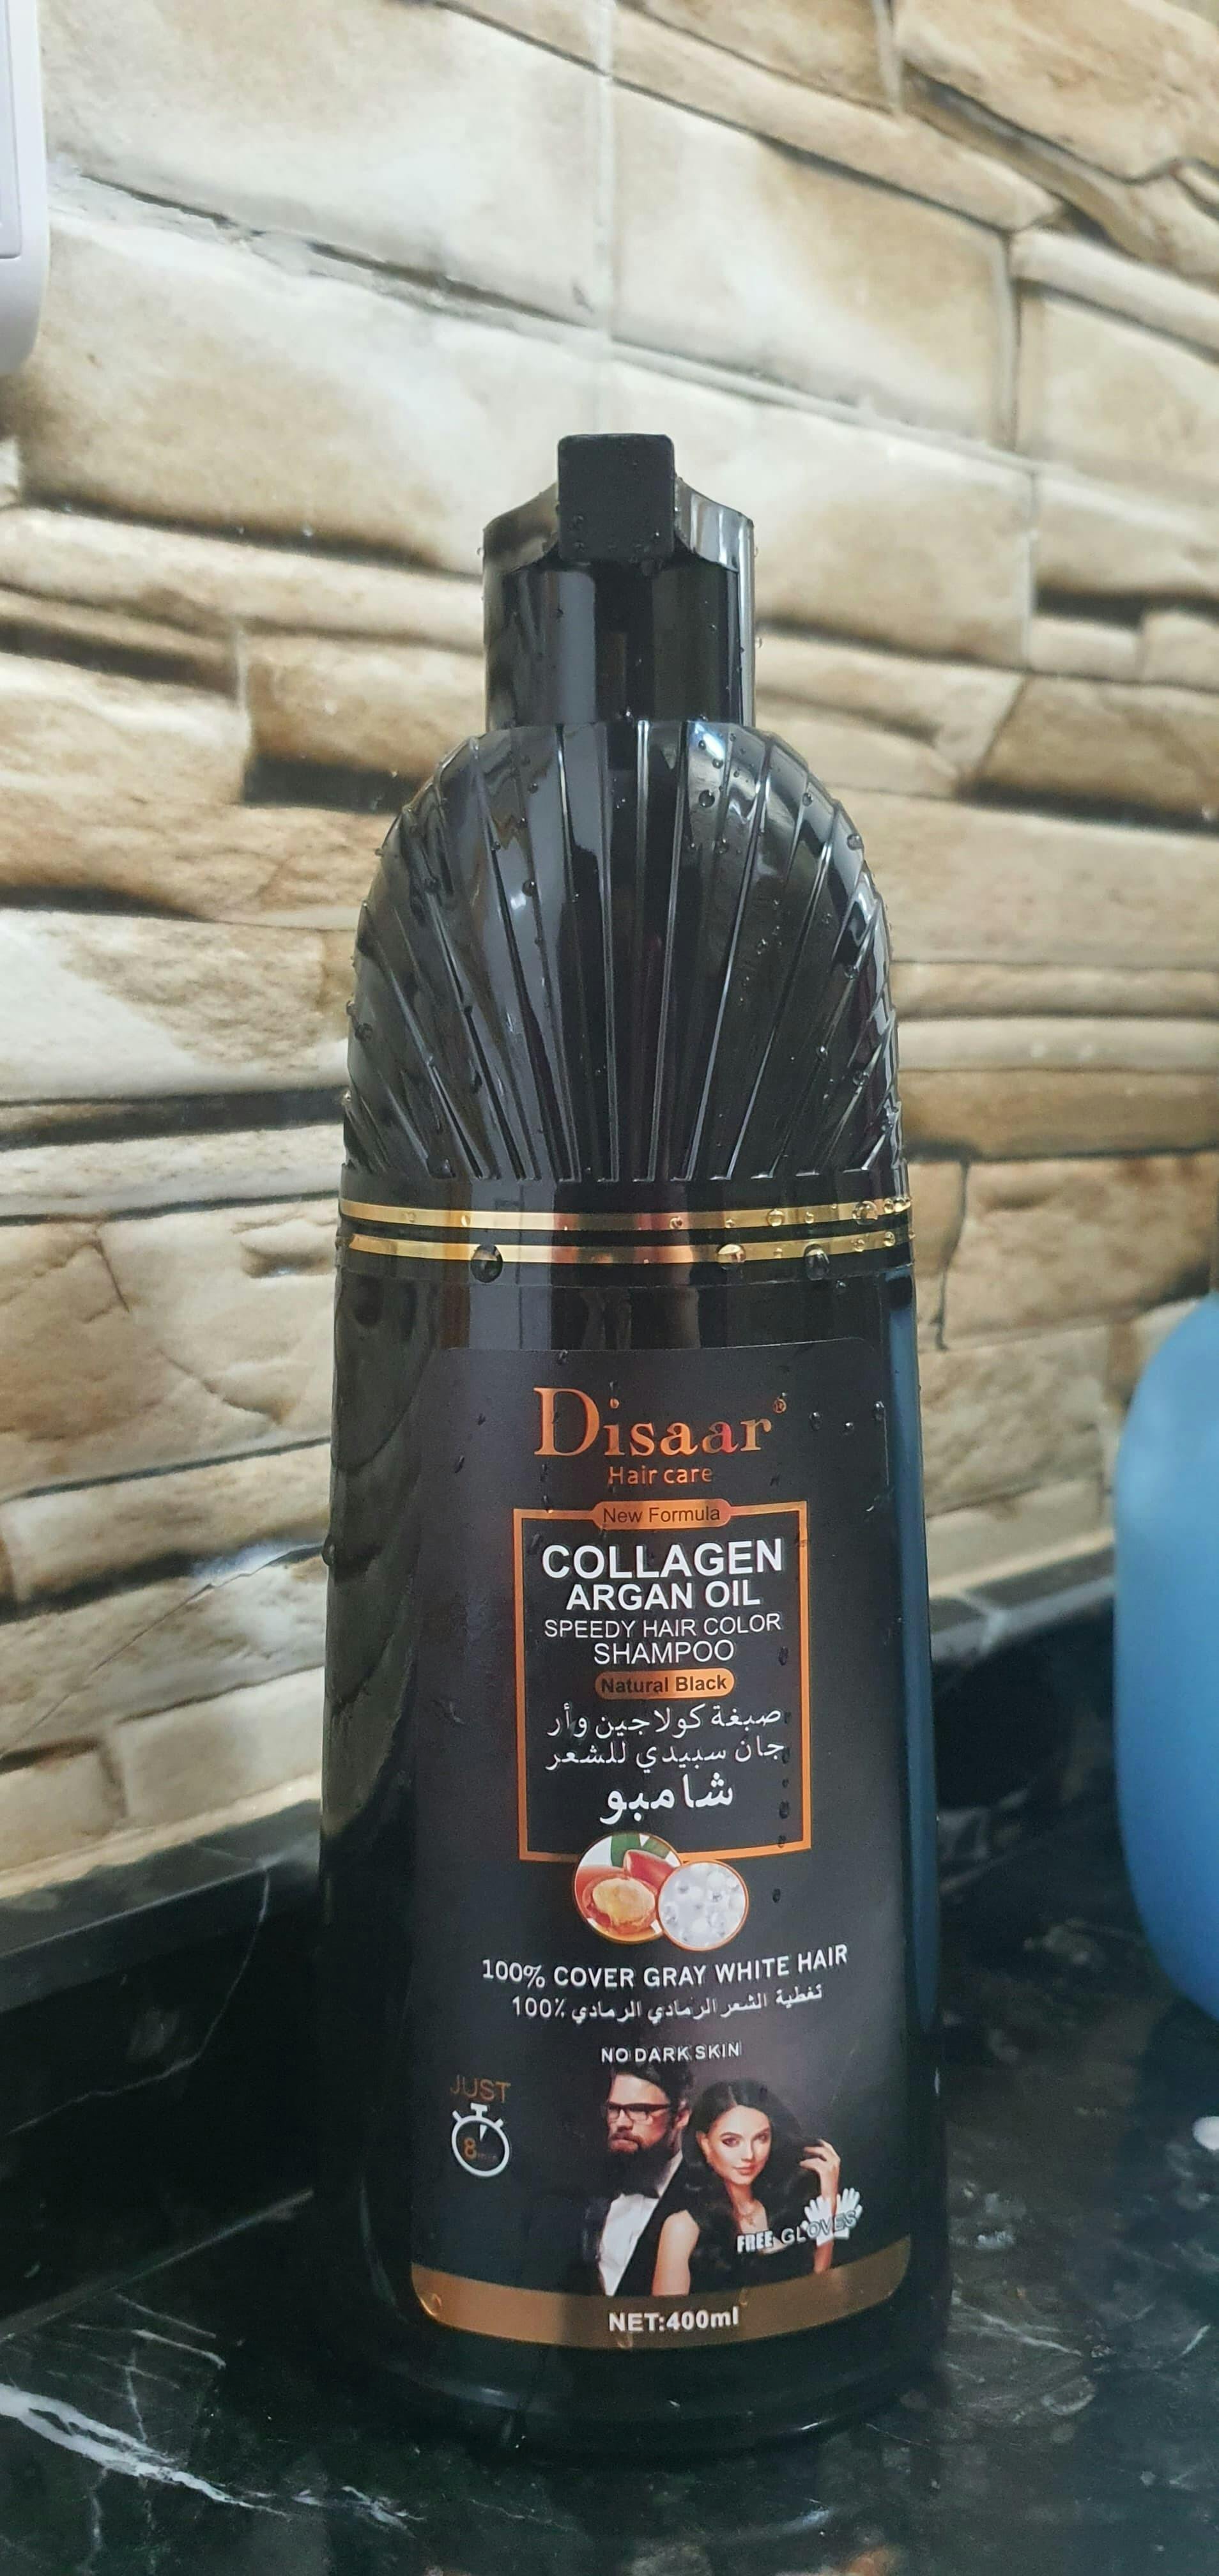 Disaar®
Hair care
New Formula
COLLAGEN
ARGAN OIL
SPEEDY HAIR COLOR
SHAMPOO
Natural Black
صبغة كولاجين وأر
جان سبيدي للشعر
شامبو
100% COVER GRAY WHITE HAIR
تغطية الشعر الرمادي الرمادي 100%
NO DARK SKIN
JUST
8
FREE GLOVES
NET:400ml